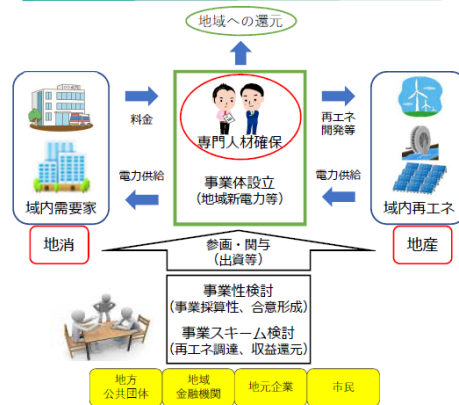 地域への還元
料金
専門人材確保
再エネ
開発等
電力供給
事業体設立
(地域新電力等)
電力供給
域内需要家
域内再エネ
地消
参画・関与
(出資等)
地産
事業性検討
(事業採算性、合意形成)
事業スキーム検討
(再エネ調達、収益還元)
地方
公共団体
地域
金融機関
地元企業
市民